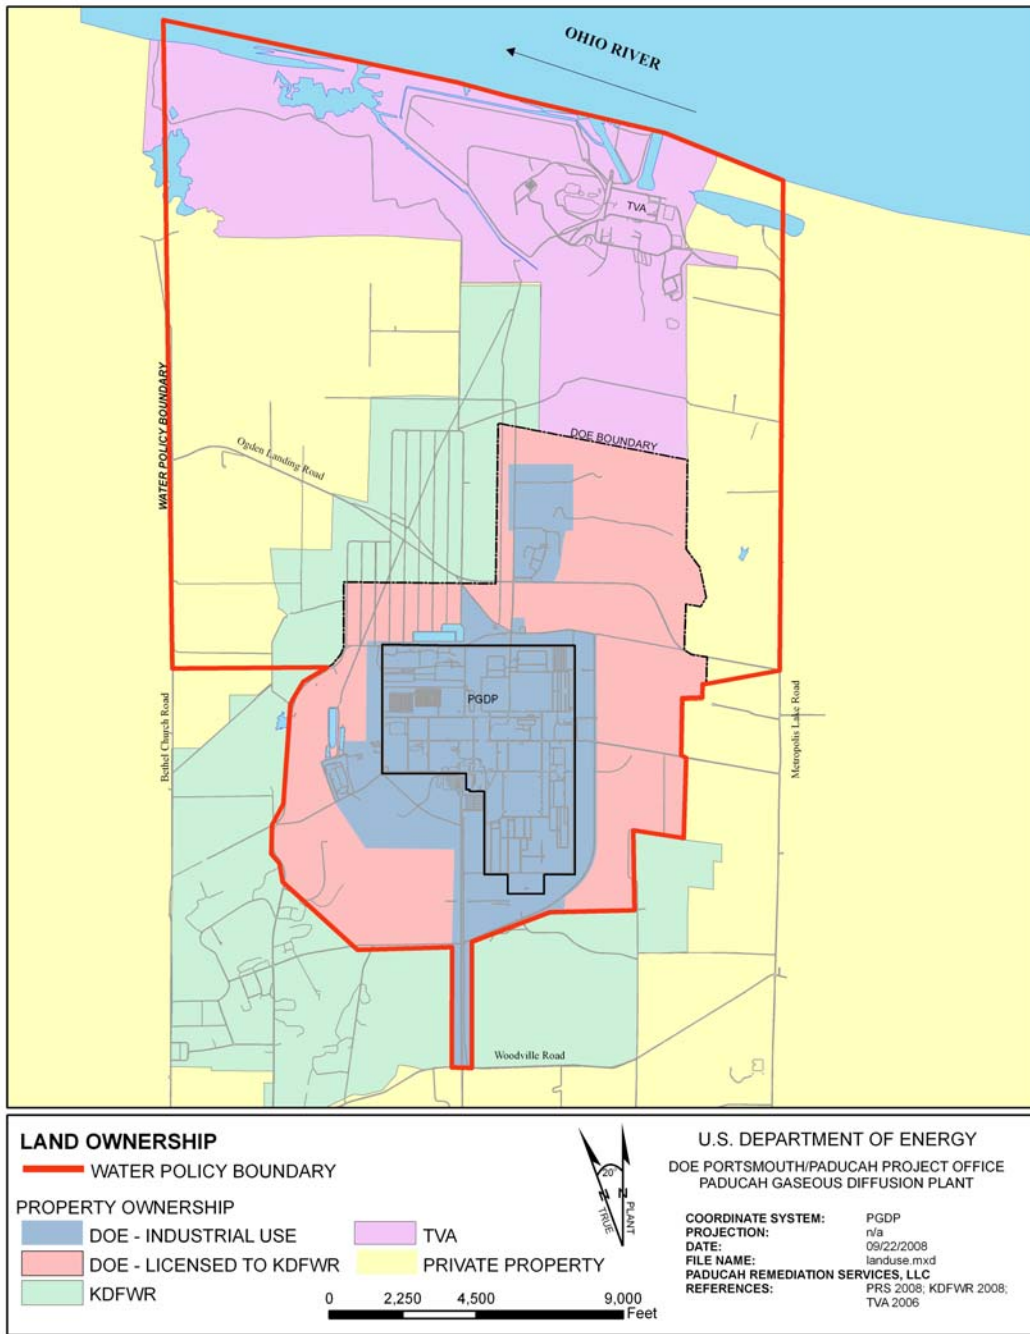 OHIO RIVER
TVA
WATER POLICY BOUNDARY
DOE BOUNDARY
Ogden Landing Road
PGDP
Bethel Church Road
Metropolis Lake Road
Woodville Road
LAND OWNERSHIP
WATER POLICY BOUNDARY
PROPERTY OWNERSHIP
DOE - INDUSTRIAL USE
DOE - LICENSED TO KDFWR
KDFWR
TVA
PRIVATE PROPERTY
0 2,250 4,500 9,000
Feet
20
N N
TRUE
PLANT
U.S. DEPARTMENT OF ENERGY
DOE PORTSMOUTH/PADUCAH PROJECT OFFICE
PADUCAH GASEOUS DIFFUSION PLANT
COORDINATE SYSTEM: PGDP
PROJECTION: n/a
DATE: 09/22/2008
FILE NAME: landuse.mxd
PADUCAH REMEDIATION SERVICES, LLC
REFERENCES: PRS 2008; KDFWR 2008;
TVA 2006